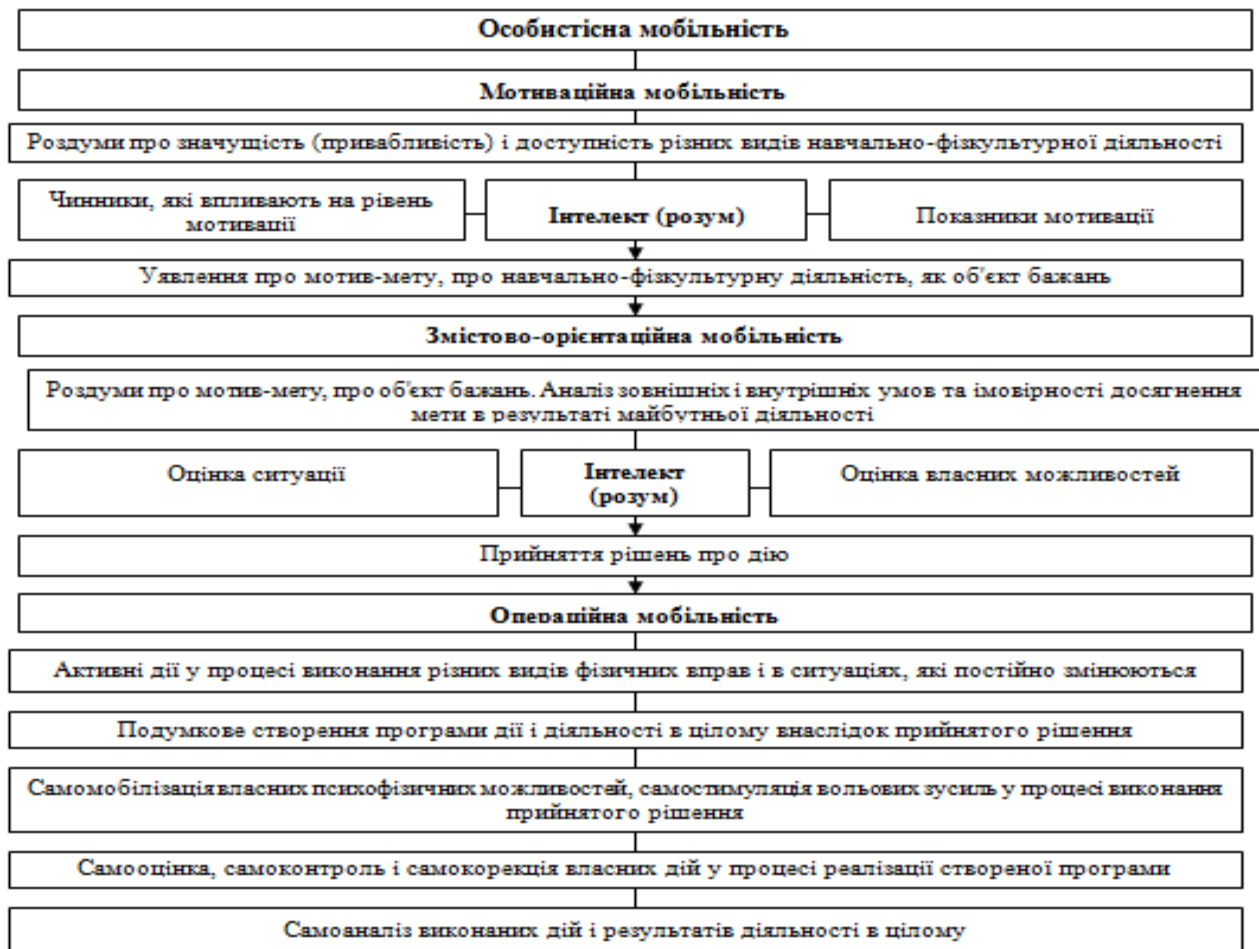 Особистісна мобільність
Мотиваційна мобільність
Роздуми про значущість (привабливість) і доступність різних видів навчально-фізкультурної діяльності
Чинники, які впливають на рівень
мотивації
Інтелект (розум)
Показники мотивації
Уявлення про мотив-мету, про навчально-фізкультурну діяльність, як об'єкт бажань
Змістово-орієнтаційна мобільність
Роздуми про мотив-мету, про об'єкт бажань. Аналіз зовнішніх і внутрішніх умов та імовірності досягнення
мети в результаті майбутньої діяльності
Оцінка ситуації
Інтелект
(розум)
Оцінка власних можливостей
Прийняття рішень про дію
Операційна мобільність
Активні дії у процесі виконання різних видів фізичних вправ і в ситуаціях, які постійно змінюються
Подумкове створення програми дії і діяльності в цілому внаслідок прийнятого рішення
Самомобілізація власних психофізичних можливостей, самостимуляція вольових зусиль у процесі виконання
прийнятого рішення
Самооцінка, самоконтроль і самокорекція власних дій у процесі реалізації створеної програми
Самоаналіз виконаних дій і результатів діяльності в цілому